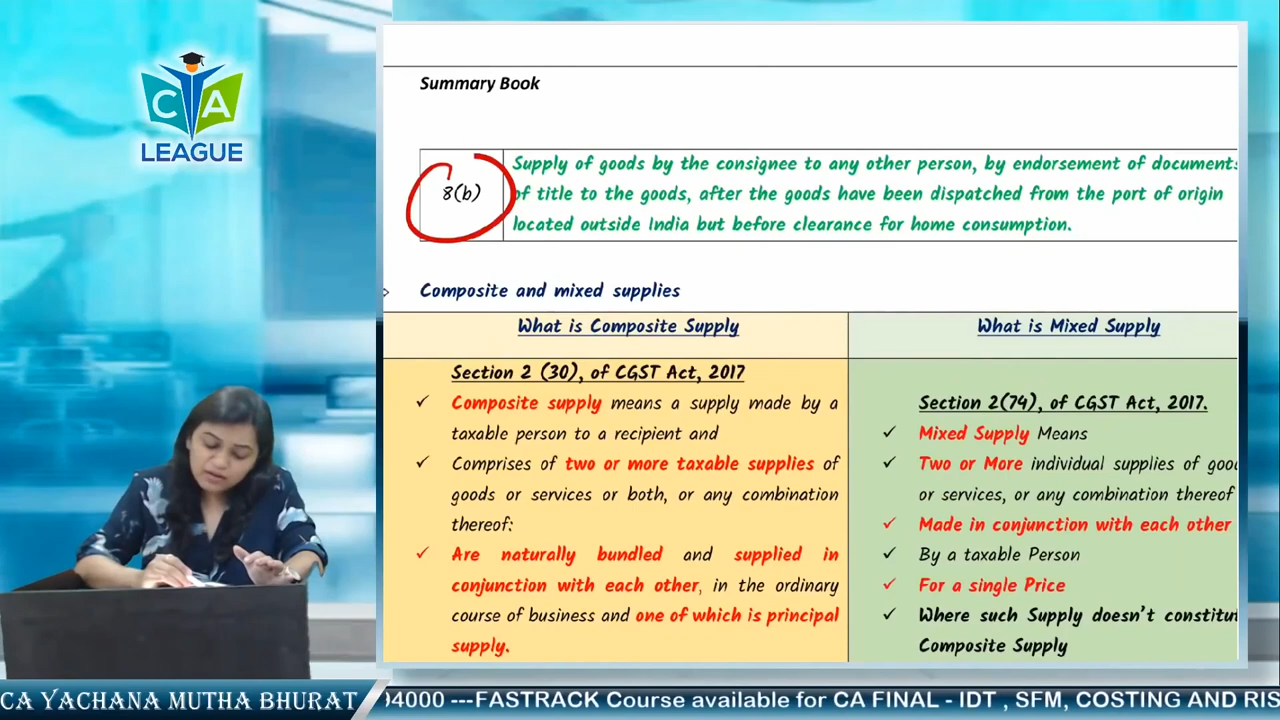 CA
LEAGUE
Summary Book
8(b)
Supply of goods by the consignee to any other person, by endorsement of documents
of title to the goods, after the goods have been dispatched from the port of origin
located outside India but before clearance for home consumption.
Composite and mixed supplies
What is Composite Supply
What is Mixed Supply
Section 2 (30), of CGST Act, 2017
✓ Composite supply means a supply made by a
taxable person to a recipient and
✓ Comprises of two or more taxable supplies of
goods or services or both, or any combination
thereof:
✓ Are naturally bundled and supplied in
conjunction with each other, in the ordinary
course of business and one of which is principal
supply.
Section 2(74), of CGST Act, 2017.
✓ Mixed Supply Means
✓ Two or More individual supplies of
or services, or any combination thereof
✓ Made in conjunction with each other
✓ By a taxable Person
✓ For a single Price
✓ Where such Supply doesn't
Composite Supply
CA YACHANA MUTHA BHURAT
94000 ---FASTRACK Course available for CA FINAL - IDT , SFM, COSTING AND RIS